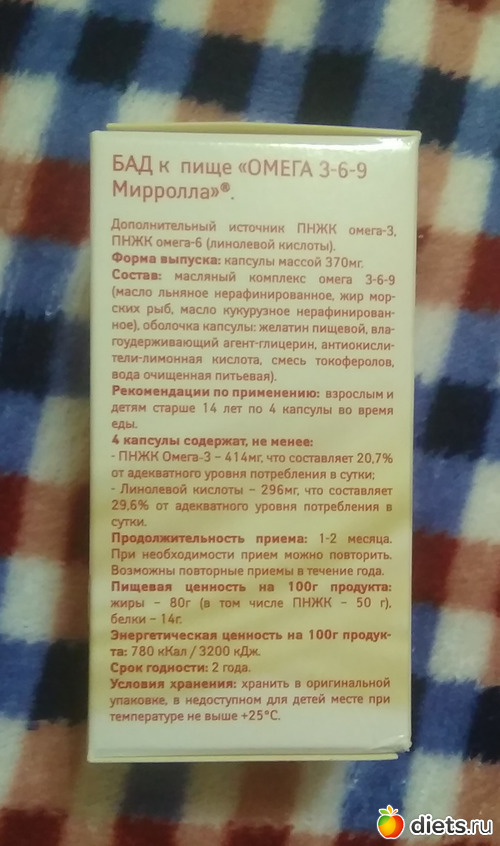 БАД к пище «ОМЕГА 3-6-9
Мирролла»®.
Дополнительный источник ПНЖК омега-3,
ПНЖК омега-6 (линолевой кислоты).
Форма выпуска: капсулы массой 370мг.
Состав: масляный комплекс омега 3-6-9
(масло льняное нерафинированное, жир мор-
ских рыб, масло кукурузное нерафинирован-
ное), оболочка капсулы: желатин пищевой, вла-
гоудерживающий агент-глицерин, антиокисли-
тели-лимонная кислота, смесь токоферолов,
вода очищенная питьевая).
Рекомендации по применению: взрослым и
детям старше 14 лет по 4 капсулы во время
еды.
4 капсулы содержат, не менее:
- ПНЖК Омега-3 – 414мг, что составляет 20,7%
от адекватного уровня потребления в сутки;
- Линолевой кислоты – 296мг, что составляет
29,6% от адекватного уровня потребления в
сутки.
Продолжительность приема: 1-2 месяца.
При необходимости прием можно повторить.
Возможны повторные приемы в течение года.
Пищевая ценность на 100г продукта:
жиры – 80г (в том числе ПНЖК – 50 г),
белки – 14г.
Энергетическая ценность на 100г продук-
та: 780 кКал / 3200 кДж.
Срок годности: 2 года.
Условия хранения: хранить в оригинальной
упаковке, в недоступном для детей месте при
температуре не выше +25°С.
diets.ru